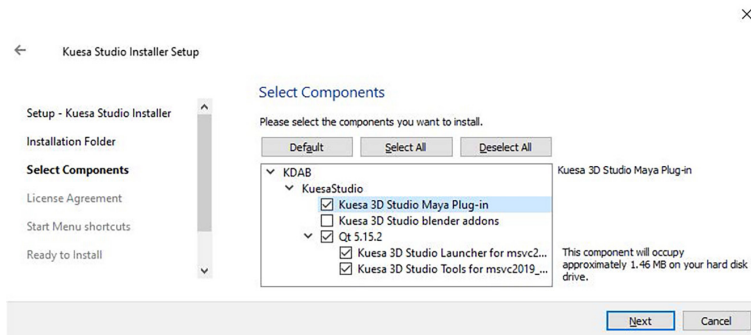 Kuesa Studio Installer Setup
Setup - Kuesa Studio Installer
Installation Folder
Select Components
License Agreement
Start Menu shortcuts
Ready to Install
Select Components
Please select the components you want to install.
Default Select All Deselect All
KDAB
KuesaStudio
Kuesa 3D Studio Maya Plug-in
Kuesa 3D Studio blender addons
Qt 5.15.2
Kuesa 3D Studio Launcher for msvc2...
Kuesa 3D Studio Tools for msvc2019_...
Kuesa 3D Studio Maya Plug-in
This component will occupy
approximately 1.46 MB on your hard disk
drive.
Next Cancel